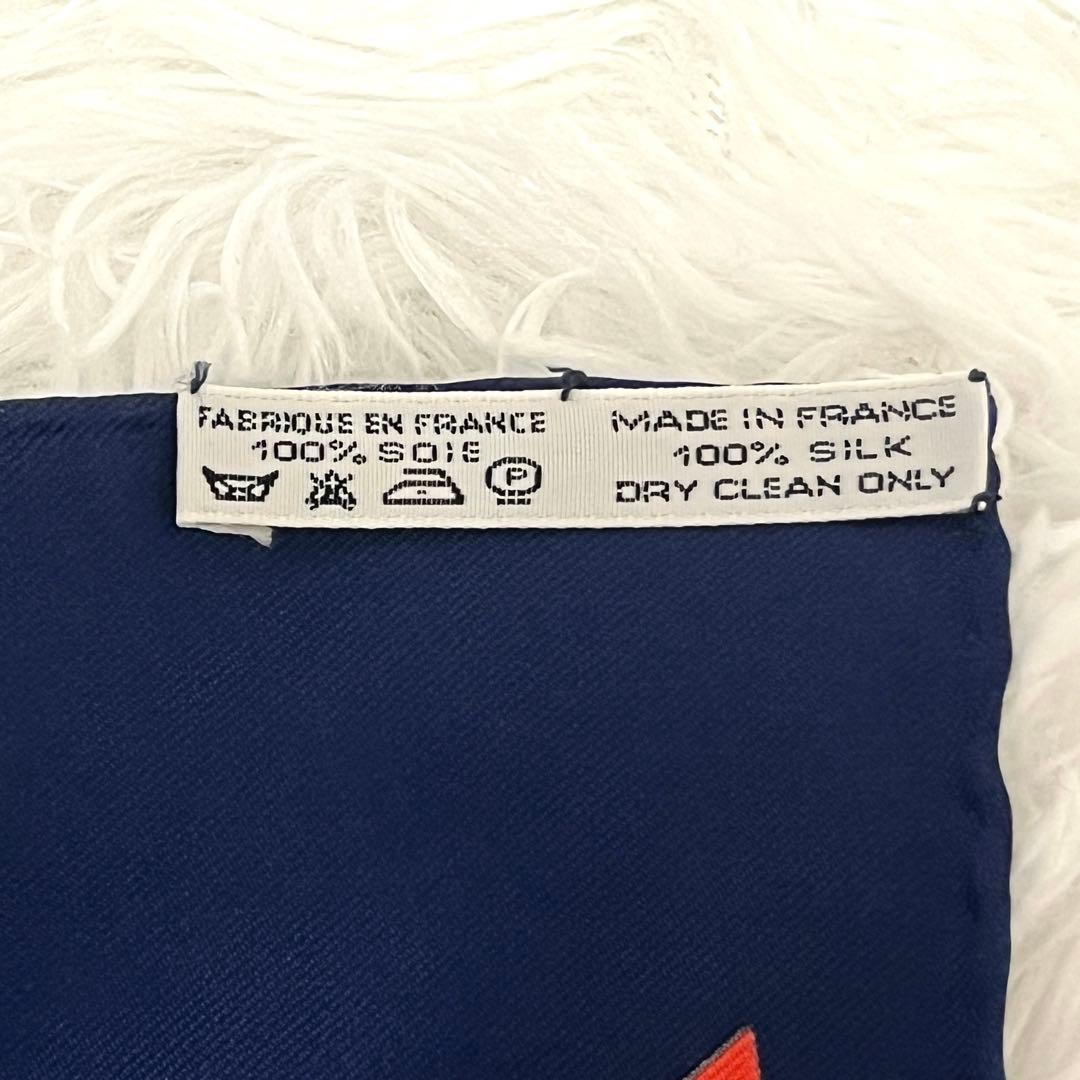 FABRIQUE EN FRANCE
100% SOIE
P
MADE IN FRANCE
100% SILK
DRY CLEAN ONLY